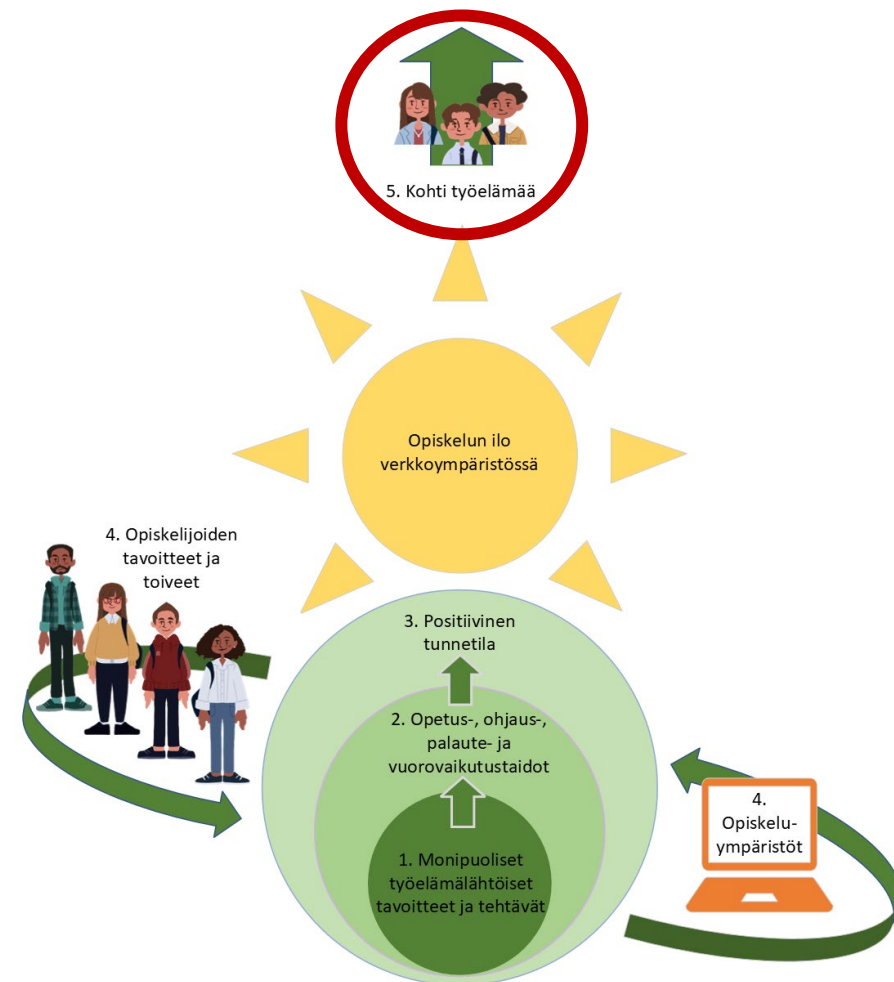 5. Kohti työelämää
Opiskelun ilo
verkkoympäristössä
4. Opiskelijoiden
tavoitteet ja
toiveet
3. Positiivinen
tunnetila
2. Opetus-, ohjaus-,
palaute- ja
vuorovaikutustaidot
4.
Opiskelu-
ympäristöt
1. Monipuoliset
työelämälähtöiset
tavoitteet ja tehtävät